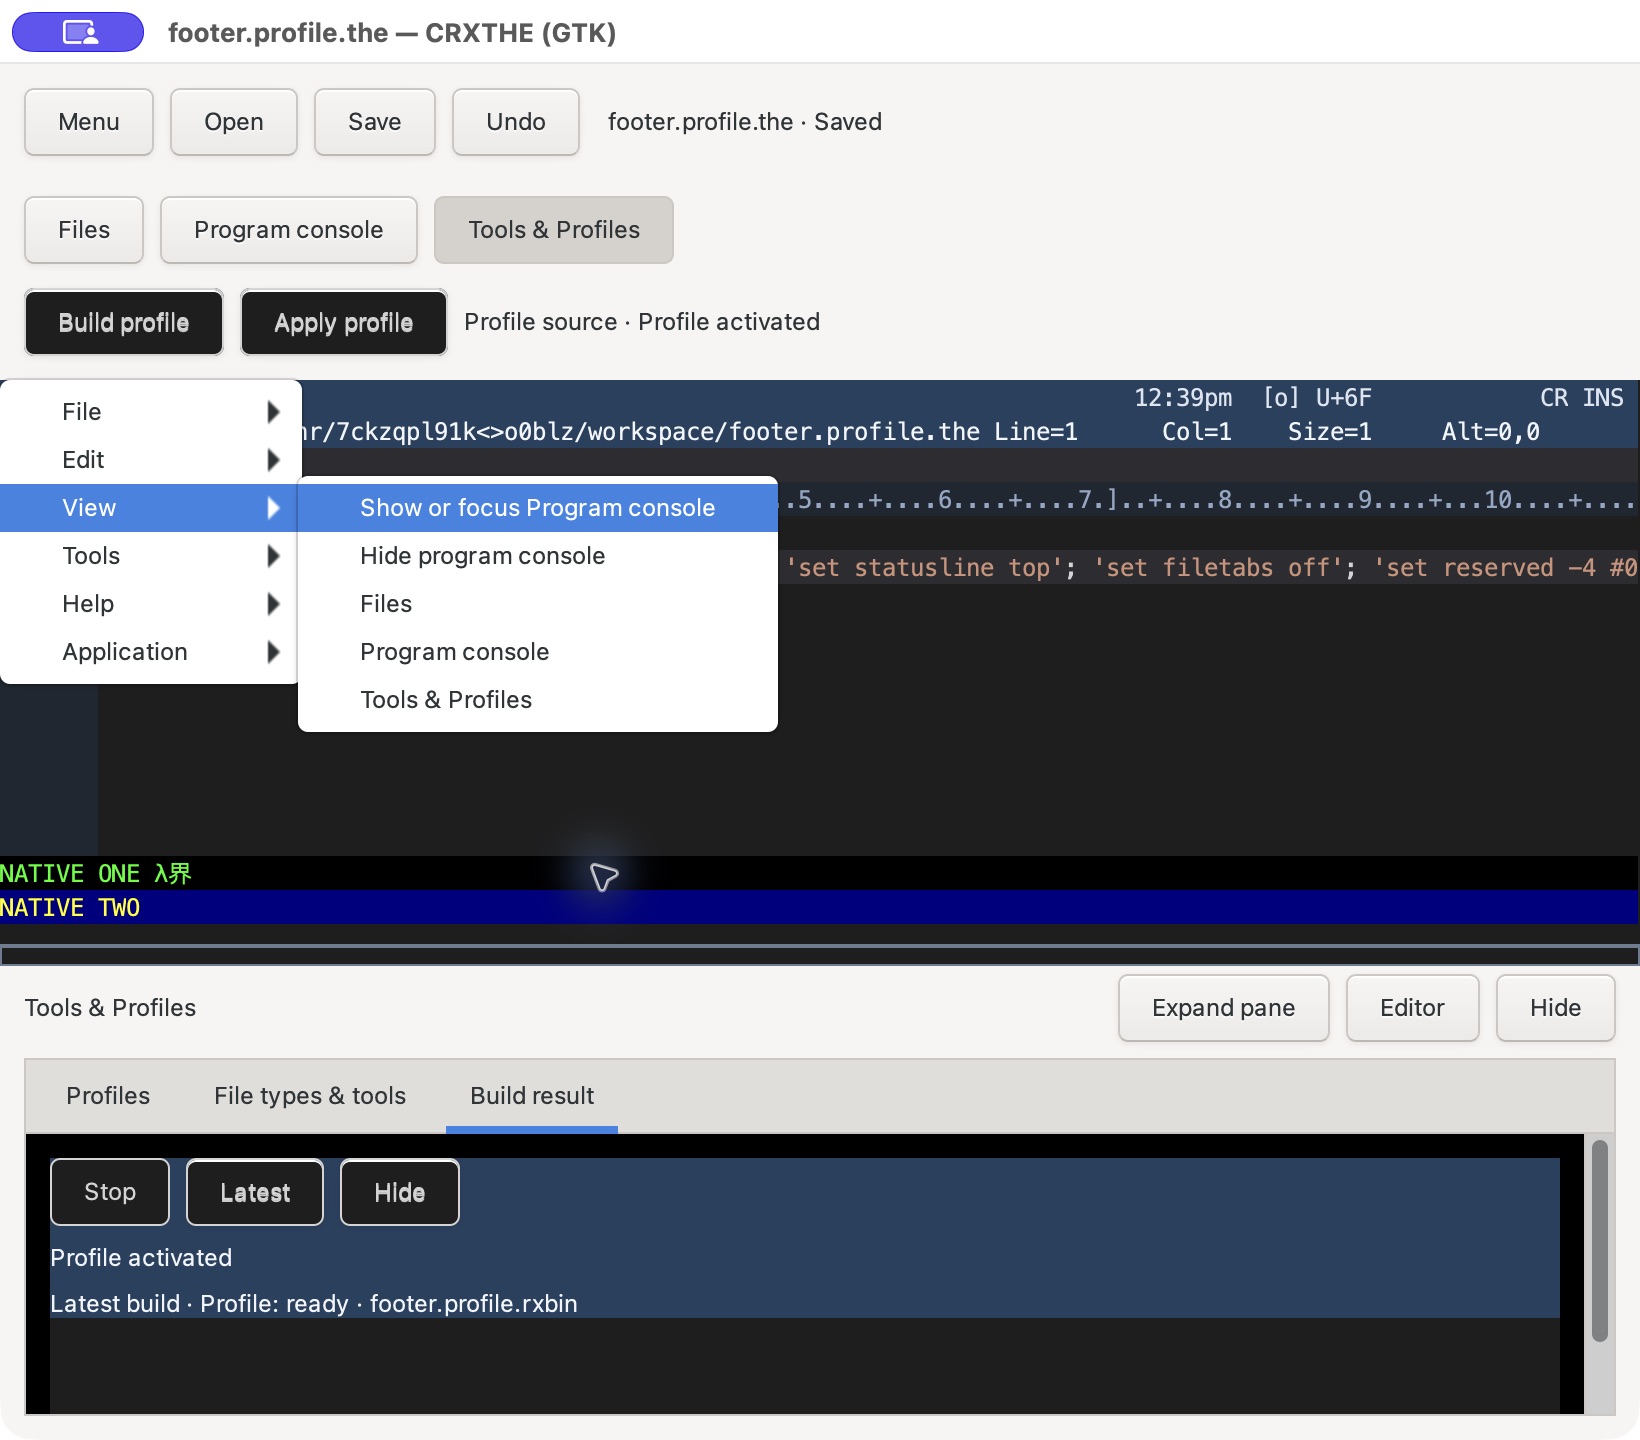 footer.profile.the — CRXTHE (GTK)
Menu Open Save Undo footer.profile.the · Saved
Files Program console Tools & Profiles
Build profile Apply profile Profile source · Profile activated
12:39pm [o] U+6F CR INS
/7ckzqpl91k<>o0blz/workspace/footer.profile.the Line=1 Col=1 Size=1 Alt=0,0
File
Edit
View
Tools
Help
Application
Show or focus Program console
Hide program console
Files
Program console
Tools & Profiles
.5....+....6....+....7.]..+....8....+....9....+...10....+....
'set statusline top'; 'set filetabs off'; 'set reserved -4 #0
NATIVE ONE λ界
NATIVE TWO
Tools & Profiles Expand pane Editor Hide
Profiles File types & tools Build result
Stop Latest Hide
Profile activated
Latest build · Profile: ready · footer.profile.rxbin